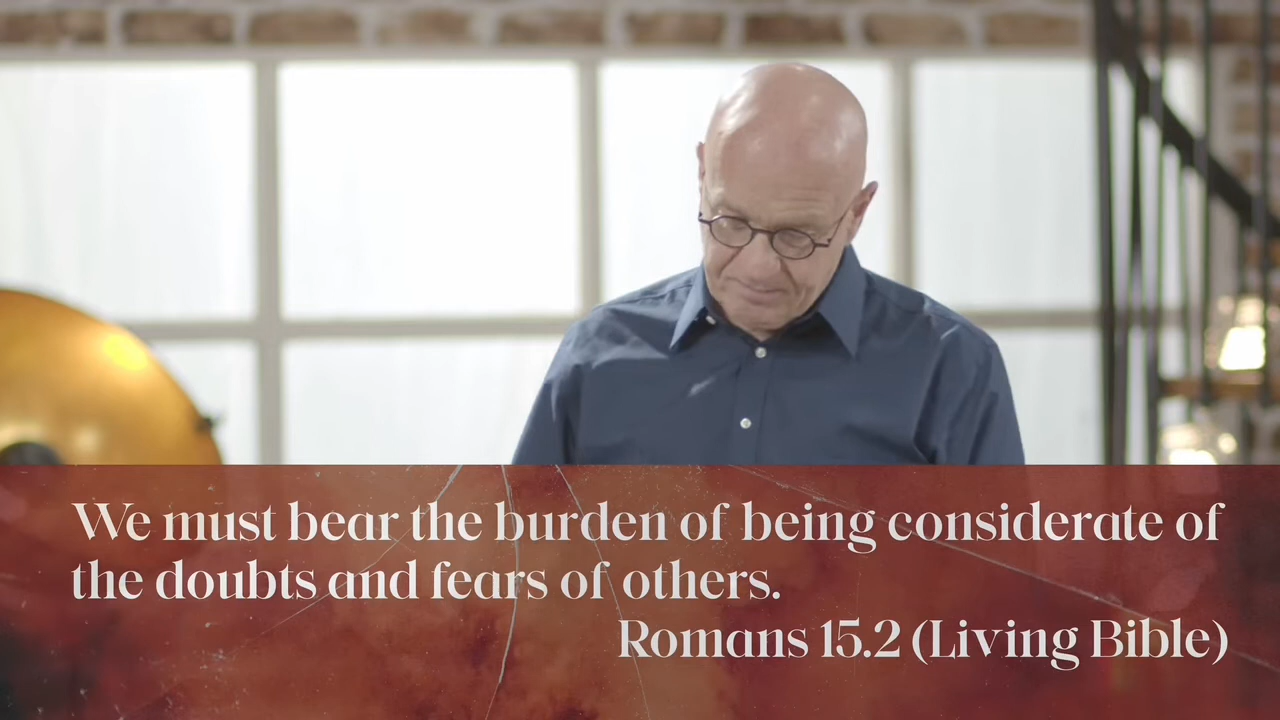 We must bear the burden of being considerate of
the doubts and fears of others.
Romans 15.2 (Living Bible)